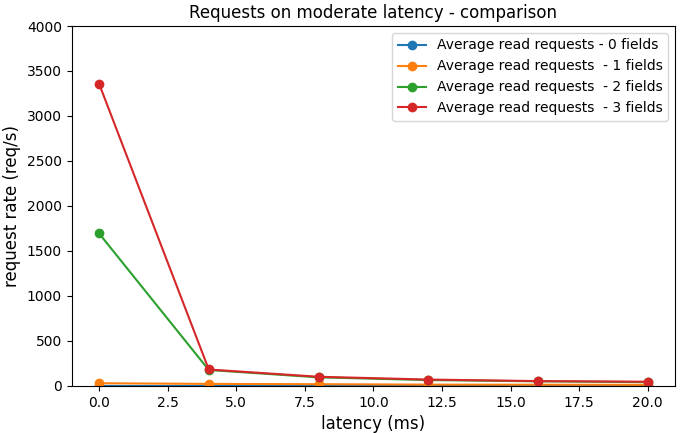 Requests on moderate latency - comparison
Average read requests - 0 fields
Average read requests  - 1 fields
Average read requests  - 2 fields
Average read requests  - 3 fields
request rate (req/s)
4000
3500
3000
2500
2000
1500
1000
500
0
0.0 2.5 5.0 7.5 10.0 12.5 15.0 17.5 20.0
latency (ms)